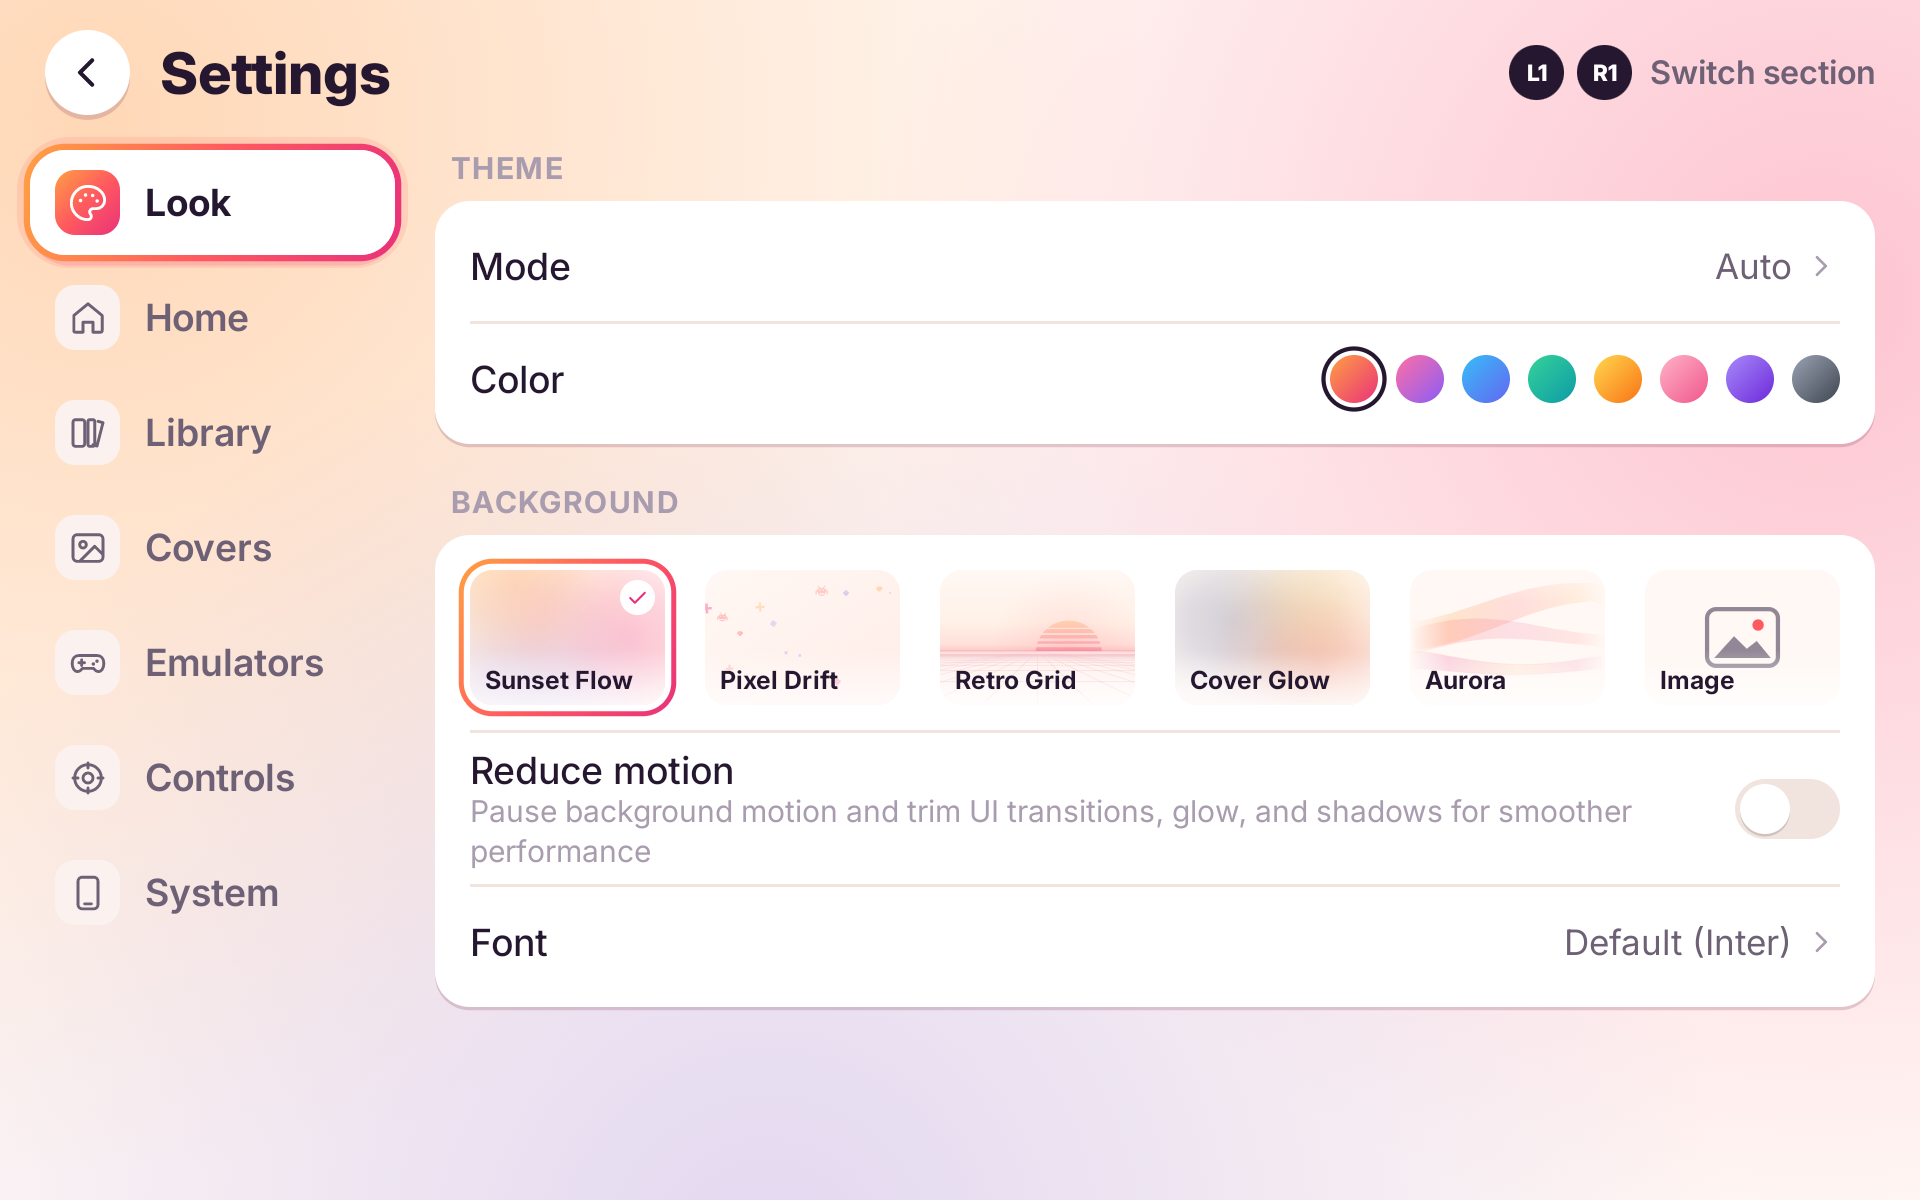 Settings
L1 R1 Switch section
Look
Home
Library
Covers
Emulators
Controls
System
THEME
Mode
Auto
Color
BACKGROUND
Sunset Flow
Pixel Drift
Retro Grid
Cover Glow
Aurora
Image
Reduce motion
Pause background motion and trim UI transitions, glow, and shadows for smoother
performance
Font
Default (Inter)